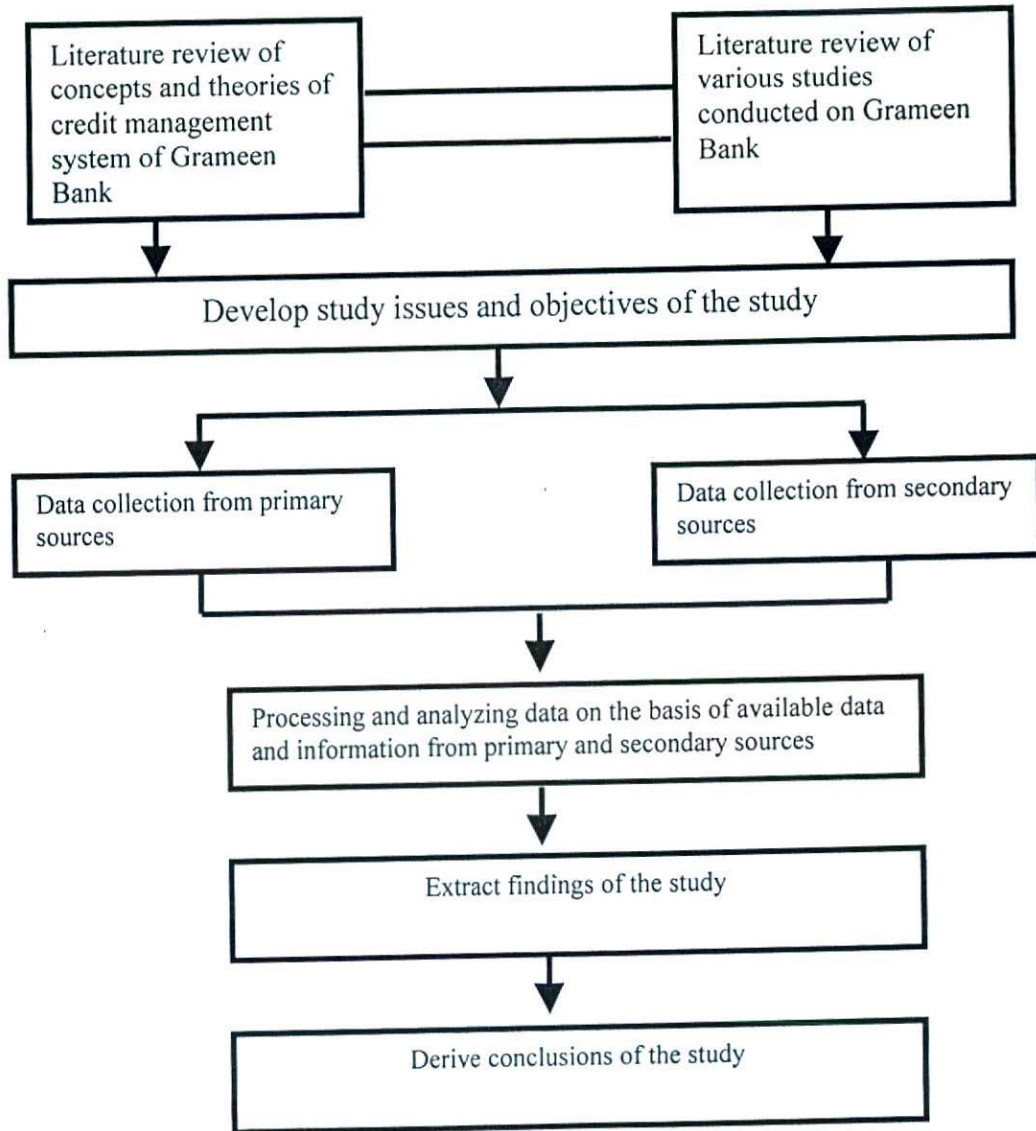 Literature review of
concepts and theories of
credit management
system of Grameen
Bank
Literature review of
various studies
conducted on Grameen
Bank
Develop study issues and objectives of the study
Data collection from primary
sources
Data collection from secondary
sources
Processing and analyzing data on the basis of available data
and information from primary and secondary sources
Extract findings of the study
Derive conclusions of the study